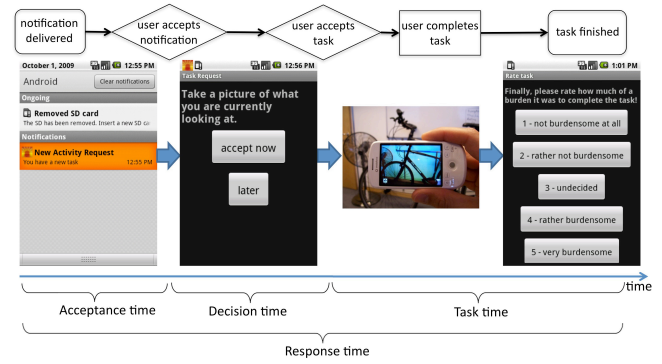 notification
delivered
user accepts
notification
user accepts
task
user completes
task
task finished
October 1, 2009
12:55 PM
Android
Clear notifications
Ongoing
Removed SD card
The SD has been removed. Insert a new SD ca
Notifications
New Activity Request
You have a new task
12:55 PM
12:56 PM
Task Request
Take a picture of what
you are currently
looking at.
accept now
later
1:01 PM
Rate task
Finally, please rate how much of a
burden it was to complete the task!
1 - not burdensome at all
2 - rather not burdensome
3 - undecided
4 - rather burdensome
5 - very burdensome
time
Acceptance time
Decision time
Task time
Response time